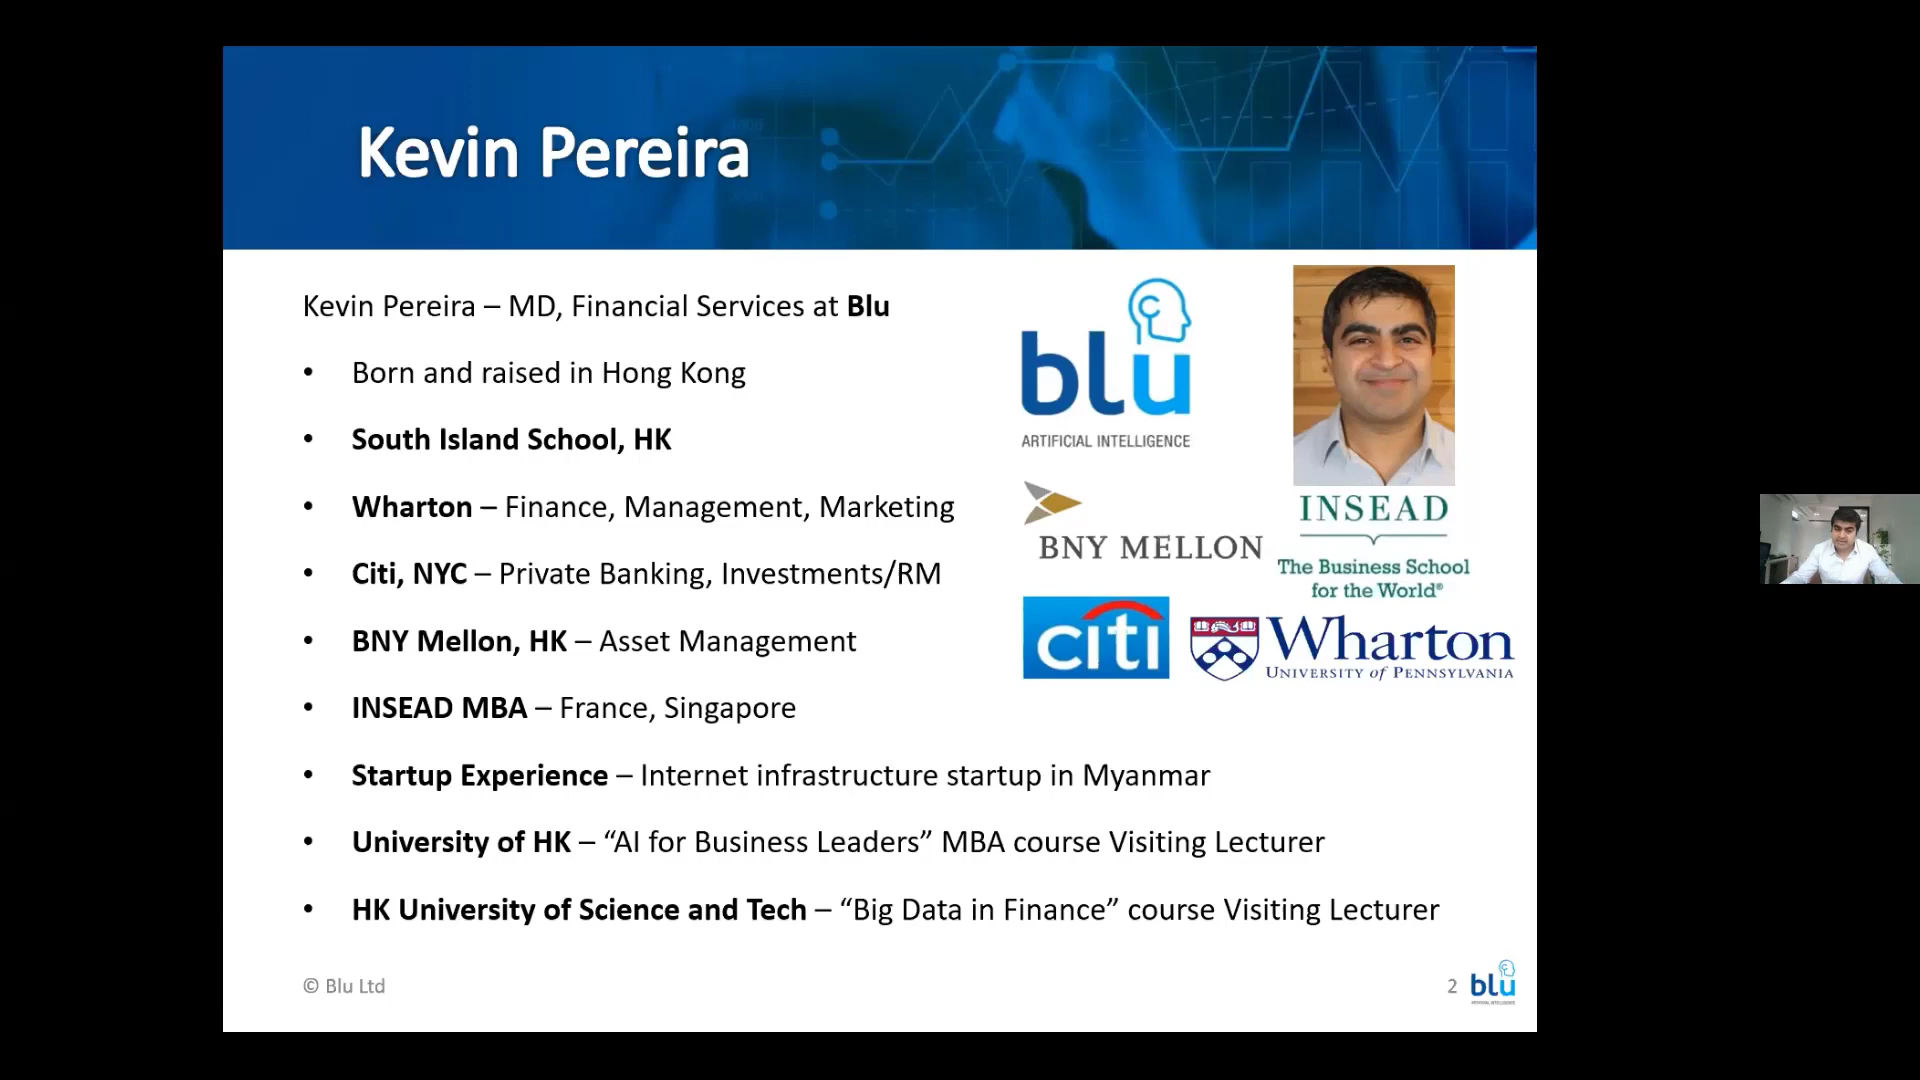 Kevin Pereira
Kevin Pereira – MD, Financial Services at Blu
• Born and raised in Hong Kong
• South Island School, HK
• Wharton – Finance, Management, Marketing
• Citi, NYC – Private Banking, Investments/RM
• BNY Mellon, HK – Asset Management
• INSEAD MBA – France, Singapore
• Startup Experience – Internet infrastructure startup in Myanmar
• University of HK – “AI for Business Leaders” MBA course Visiting Lecturer
• HK University of Science and Tech – “Big Data in Finance” course Visiting Lecturer
blu
ARTIFICIAL INTELLIGENCE
BNY MELLON
INSEAD
The Business School
for the World®
citi
Wharton
UNIVERSITY of PENNSYLVANIA
© Blu Ltd
2
blu
ARTIFICIAL INTELLIGENCE